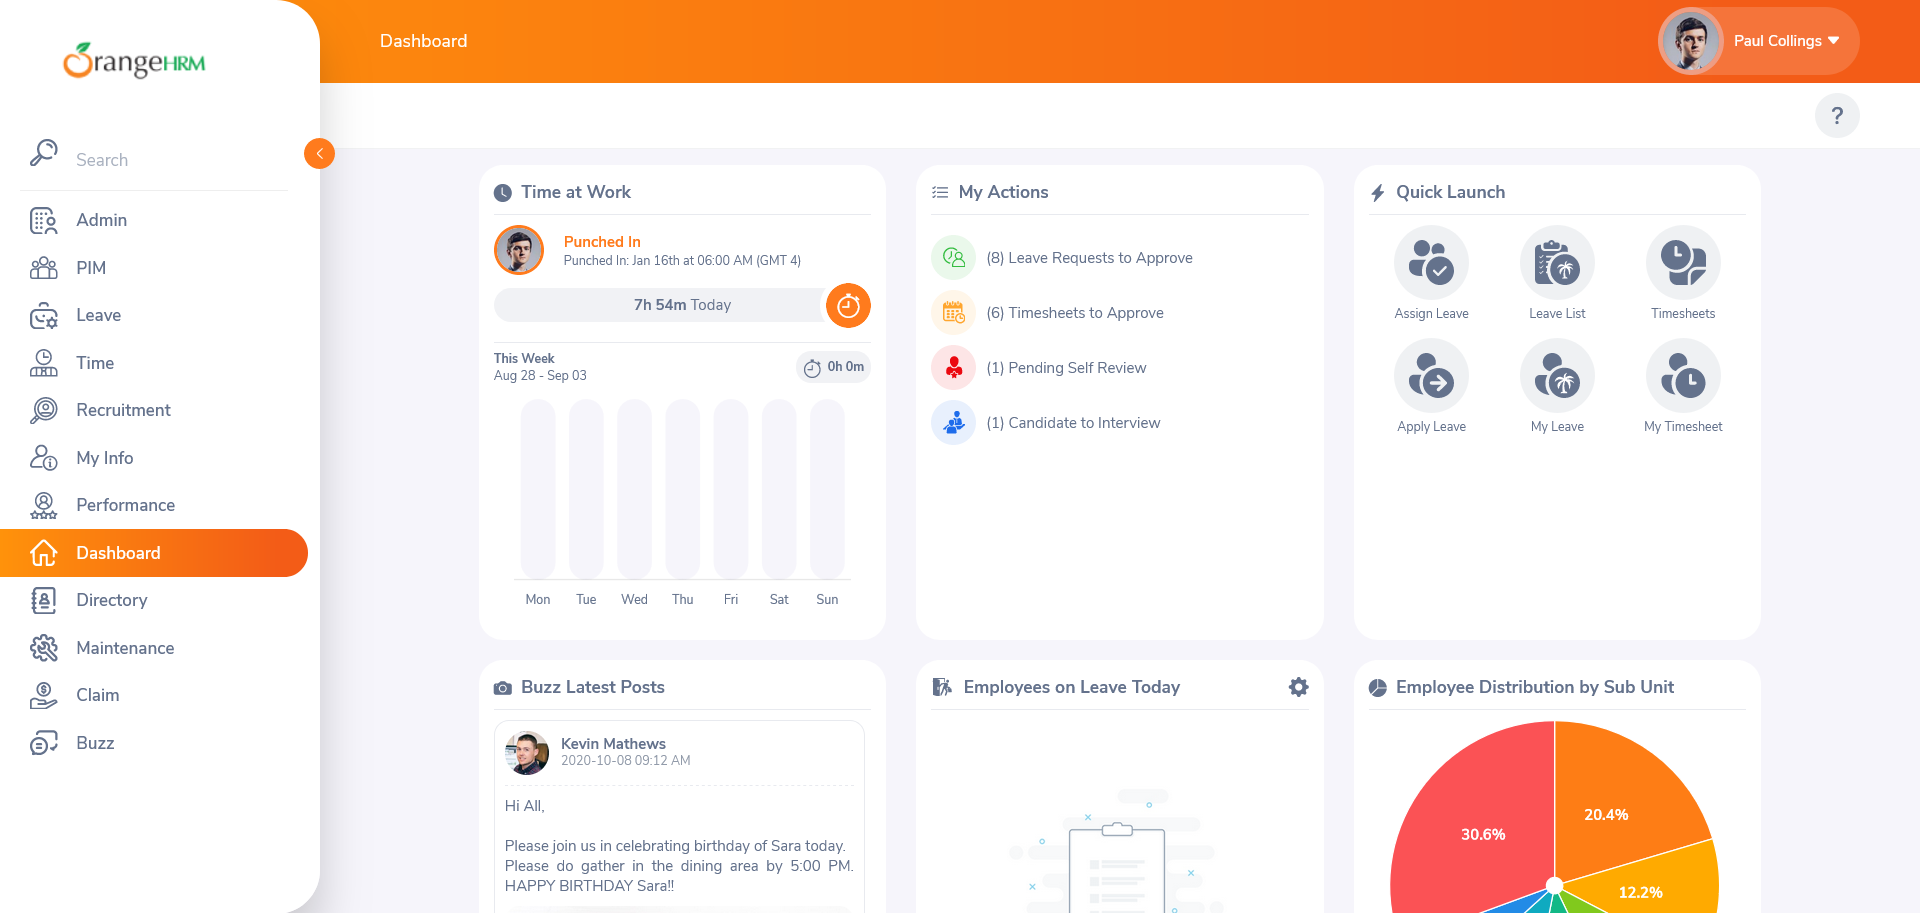 OrangeHRM
Search
Admin
PIM
Leave
Time
Recruitment
My Info
Performance
Dashboard
Directory
Maintenance
Claim
Buzz
Dashboard
Paul Collings
?
Time at Work
Punched In
Punched In: Jan 16th at 06:00 AM (GMT 4)
7h 54m Today
This Week
Aug 28 - Sep 03
0h 0m
Mon Tue Wed Thu Fri Sat Sun
My Actions
(8) Leave Requests to Approve
(6) Timesheets to Approve
(1) Pending Self Review
(1) Candidate to Interview
Quick Launch
Assign Leave Leave List Timesheets
Apply Leave My Leave My Timesheet
Buzz Latest Posts
Kevin Mathews
2020-10-08 09:12 AM
Hi All,
Please join us in celebrating birthday of Sara today.
Please do gather in the dining area by 5:00 PM.
HAPPY BIRTHDAY Sara!!
Employees on Leave Today
Employee Distribution by Sub Unit
20.4%
30.6%
12.2%